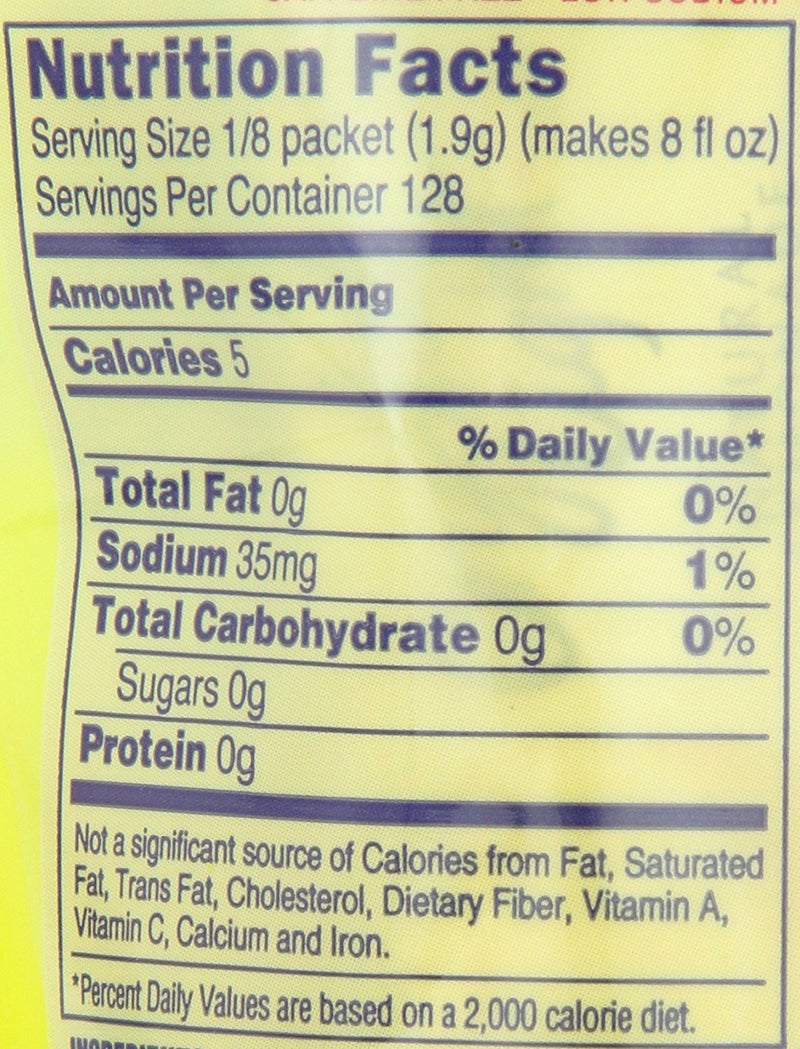 Nutrition Facts
Serving Size 1/8 packet (1.9g) (makes 8 fl oz)
Servings Per Container 128
Amount Per Serving
Calories 5
% Daily Value*
Total Fat 0g 0%
Sodium 35mg 1%
Total Carbohydrate 0g 0%
Sugars 0g
Protein 0g
Not a significant source of Calories from Fat, Saturated
Fat, Trans Fat, Cholesterol, Dietary Fiber, Vitamin A,
Vitamin C, Calcium and Iron.
*Percent Daily Values are based on a 2,000 calorie diet.